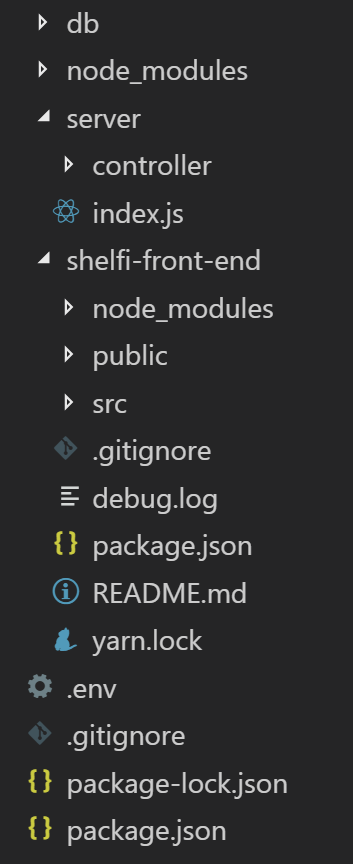 db
node_modules
server
controller
index.js
shelfi-front-end
node_modules
public
src
.gitignore
debug.log
package.json
README.md
yarn.lock
.env
.gitignore
package-lock.json
package.json